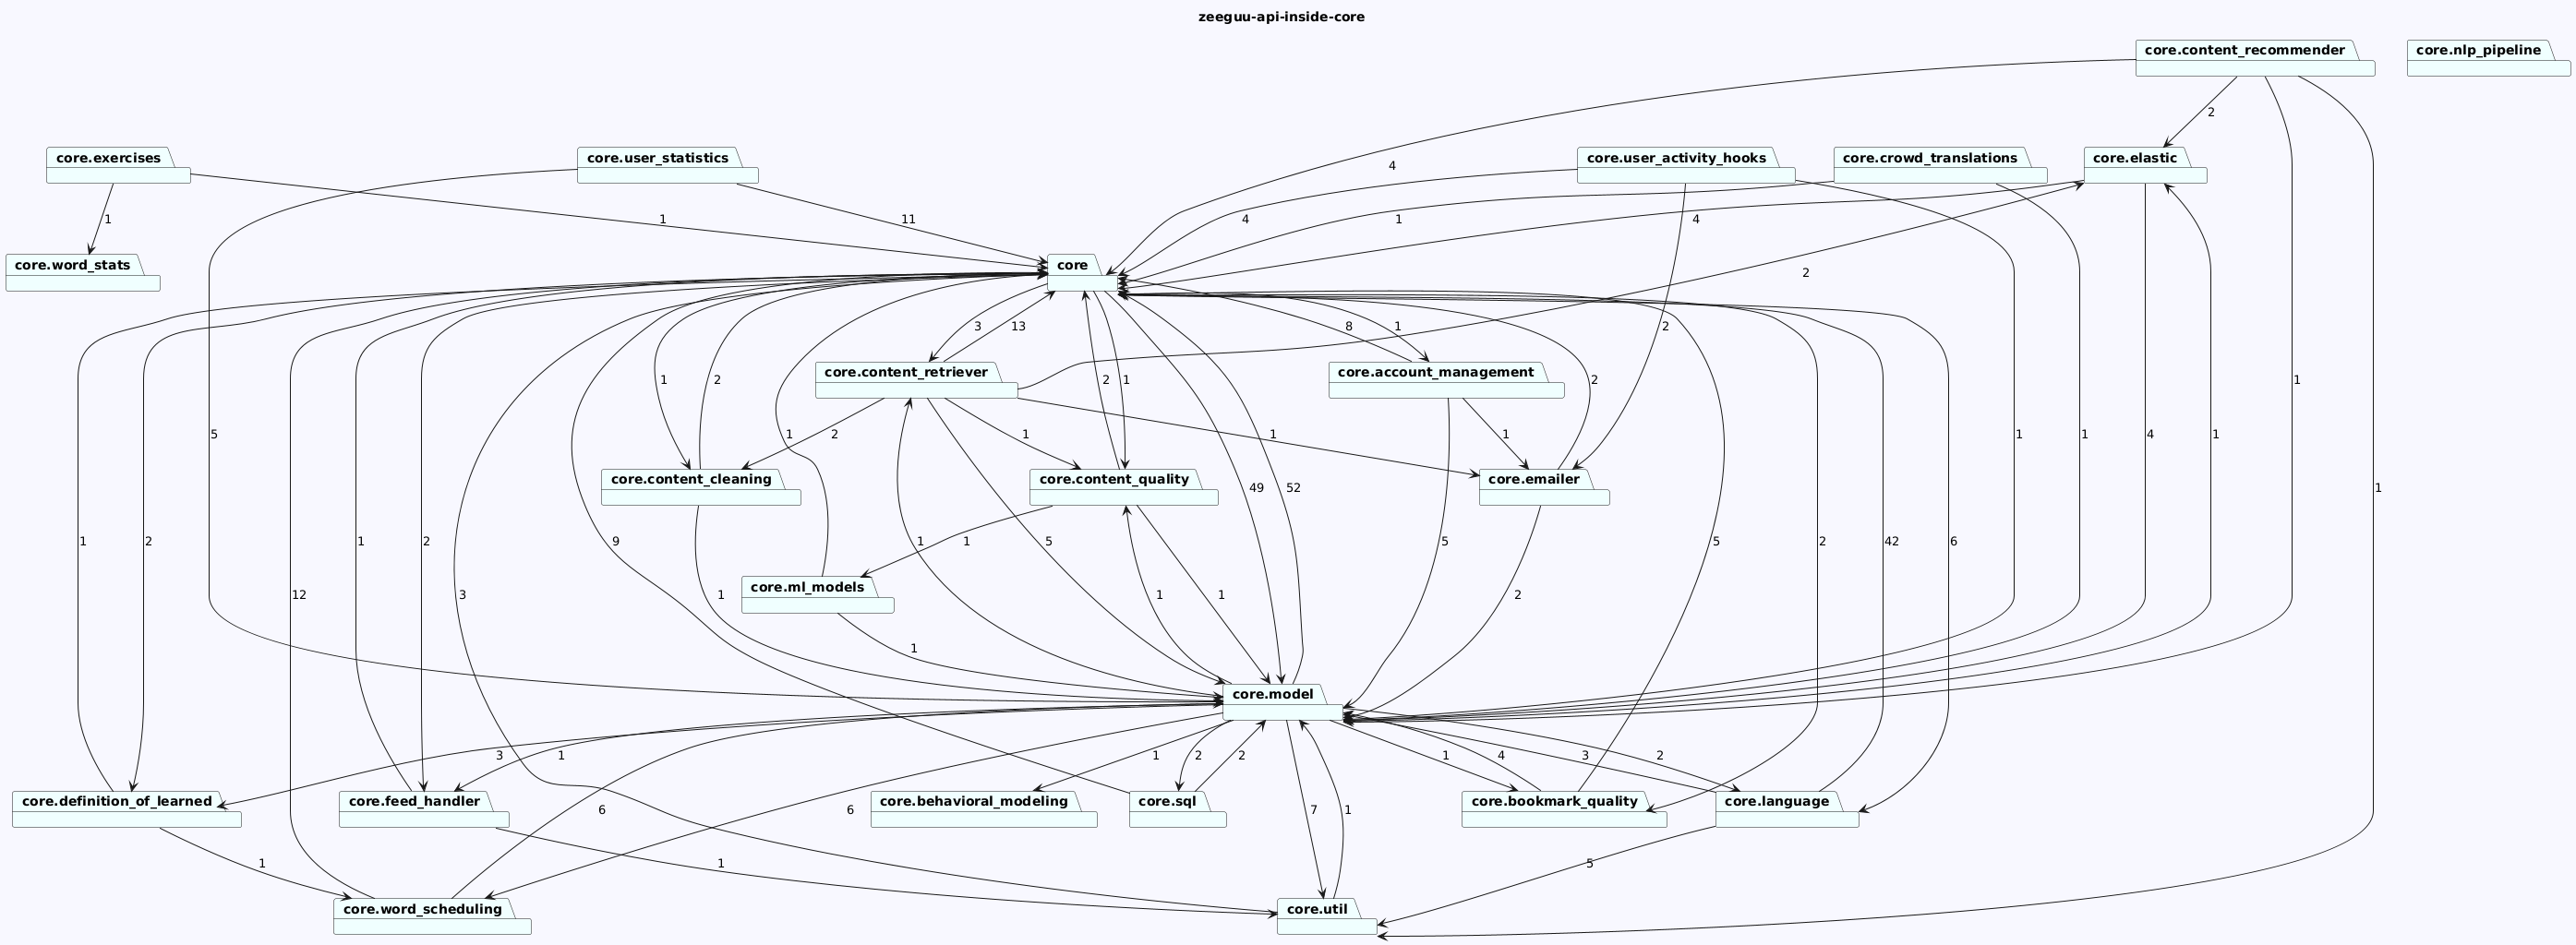 zeeguu-api-inside-core
core.content_recommender
core.nlp_pipeline
2
core.exercises
core.user_statistics
core.user_activity_hooks
core.crowd_translations
core.elastic
4
1
1
11
4
1
4
core.word_stats
core
2
3
13
8
1
2
core.content_retriever
core.account_management
1
2
2
1
2
1
5
1
2
1
1
1
1
1
4
1
core.content_cleaning
core.content_quality
core.emailer
49
52
1
1
2
1
2
3
9
1
1
5
5
5
2
42
6
core.ml_models
12
1
1
1
2
1
core.model
3
1
1
2
2
1
4
3
2
core.definition_of_learned
core.feed_handler
core.behavioral_modeling
core.sql
core.bookmark_quality
core.language
6
6
7
1
1
1
5
core.word_scheduling
core.util